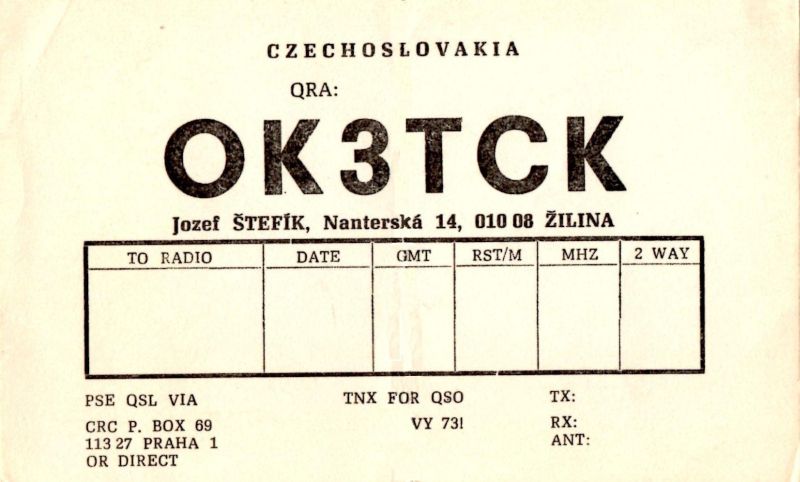 CZECHOSLOVAKIA
QRA:
OK3TCK
Jozef ŠTEFÍK, Nanterská 14, 010 08 ŽILINA
TO RADIO DATE GMT RST/M MHZ 2 WAY
PSE QSL VIA TNX FOR QSO TX:
CRC P. BOX 69 VY 73! RX:
113 27 PRAHA 1 ANT:
OR DIRECT